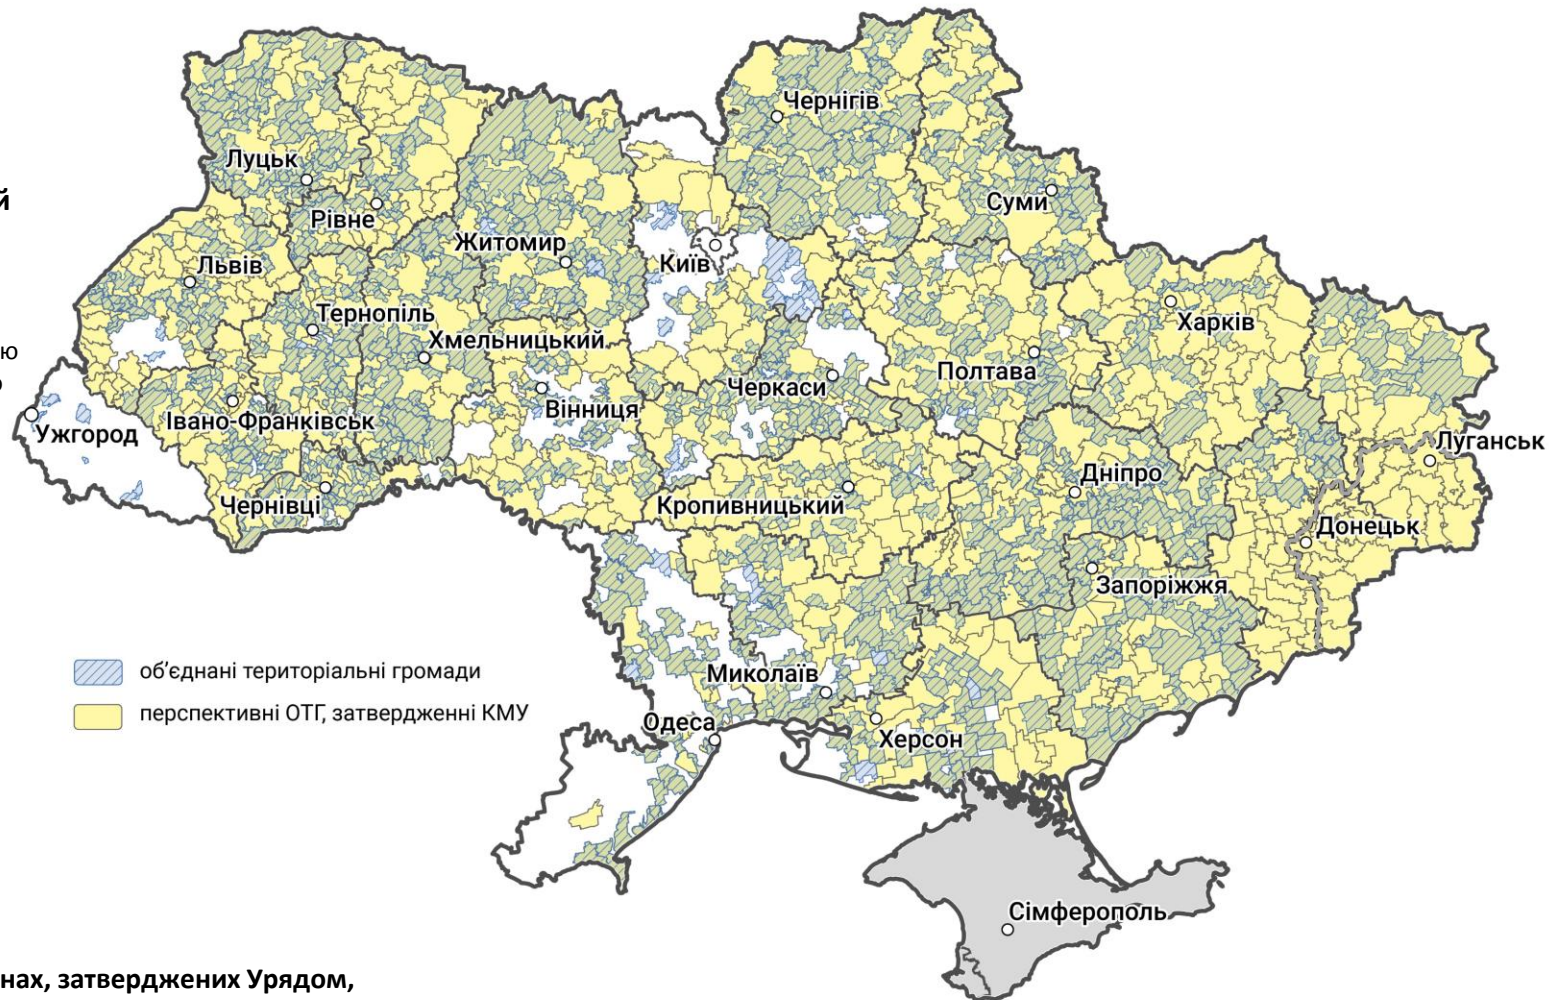 Чернігів
Луцьк
й
Суми
Рівне
Житомир
Київ
Львів
Тернопіль
Харків
Хмельницький
ю
Полтава
Черкаси
Вінниця
Івано-Франківськ
Ужгород
Луганськ
Дніпро
Чернівці
Кропивницький
Донецьк
Запоріжжя
об’єднані територіальні громади
Миколаїв
перспективні ОТГ, затвердженні КМУ
Одеса
Херсон
Сімферополь
нах, затверджених Урядом,